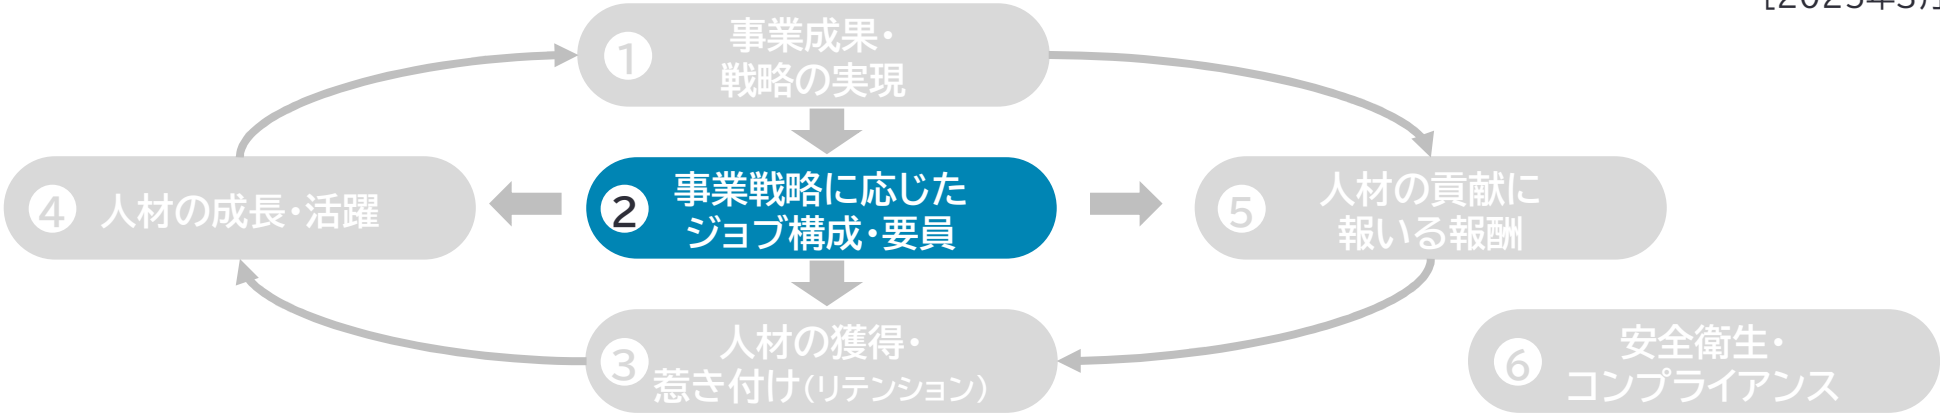 ① 事業成果・
戦略の実現
④ 人材の成長・活躍
② 事業戦略に応じた
ジョブ構成・要員
⑤ 人材の貢献に
報いる報酬
③ 人材の獲得・
惹き付け(リテンション)
⑥ 安全衛生・
コンプライアンス